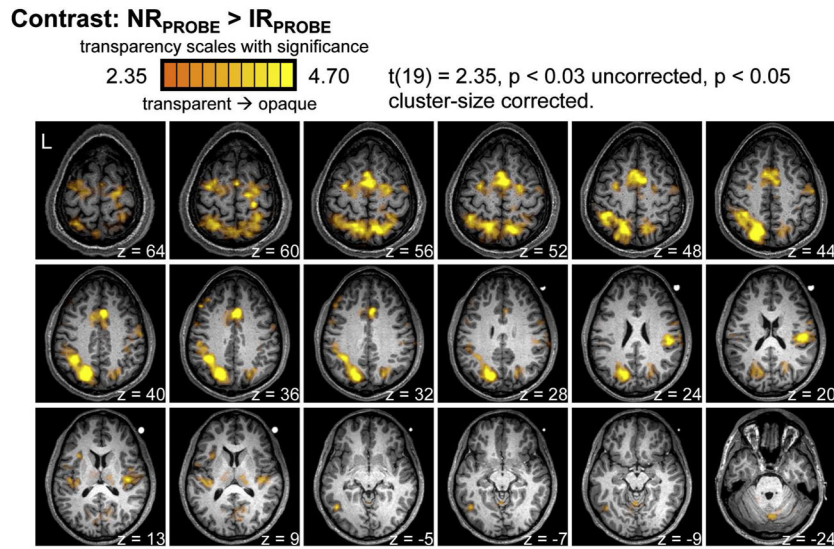 Contrast: NR_PROBE > IR_PROBE
transparency scales with significance
2.35 4.70
transparent → opaque
t(19) = 2.35, p < 0.03 uncorrected, p < 0.05
cluster-size corrected.
L
z = 64 z = 60 z = 56 z = 52 z = 48 z = 44
z = 40 z = 36 z = 32 z = 28 z = 24 z = 20
z = 13 z = 9 z = -5 z = -7 z = -9 z = -24